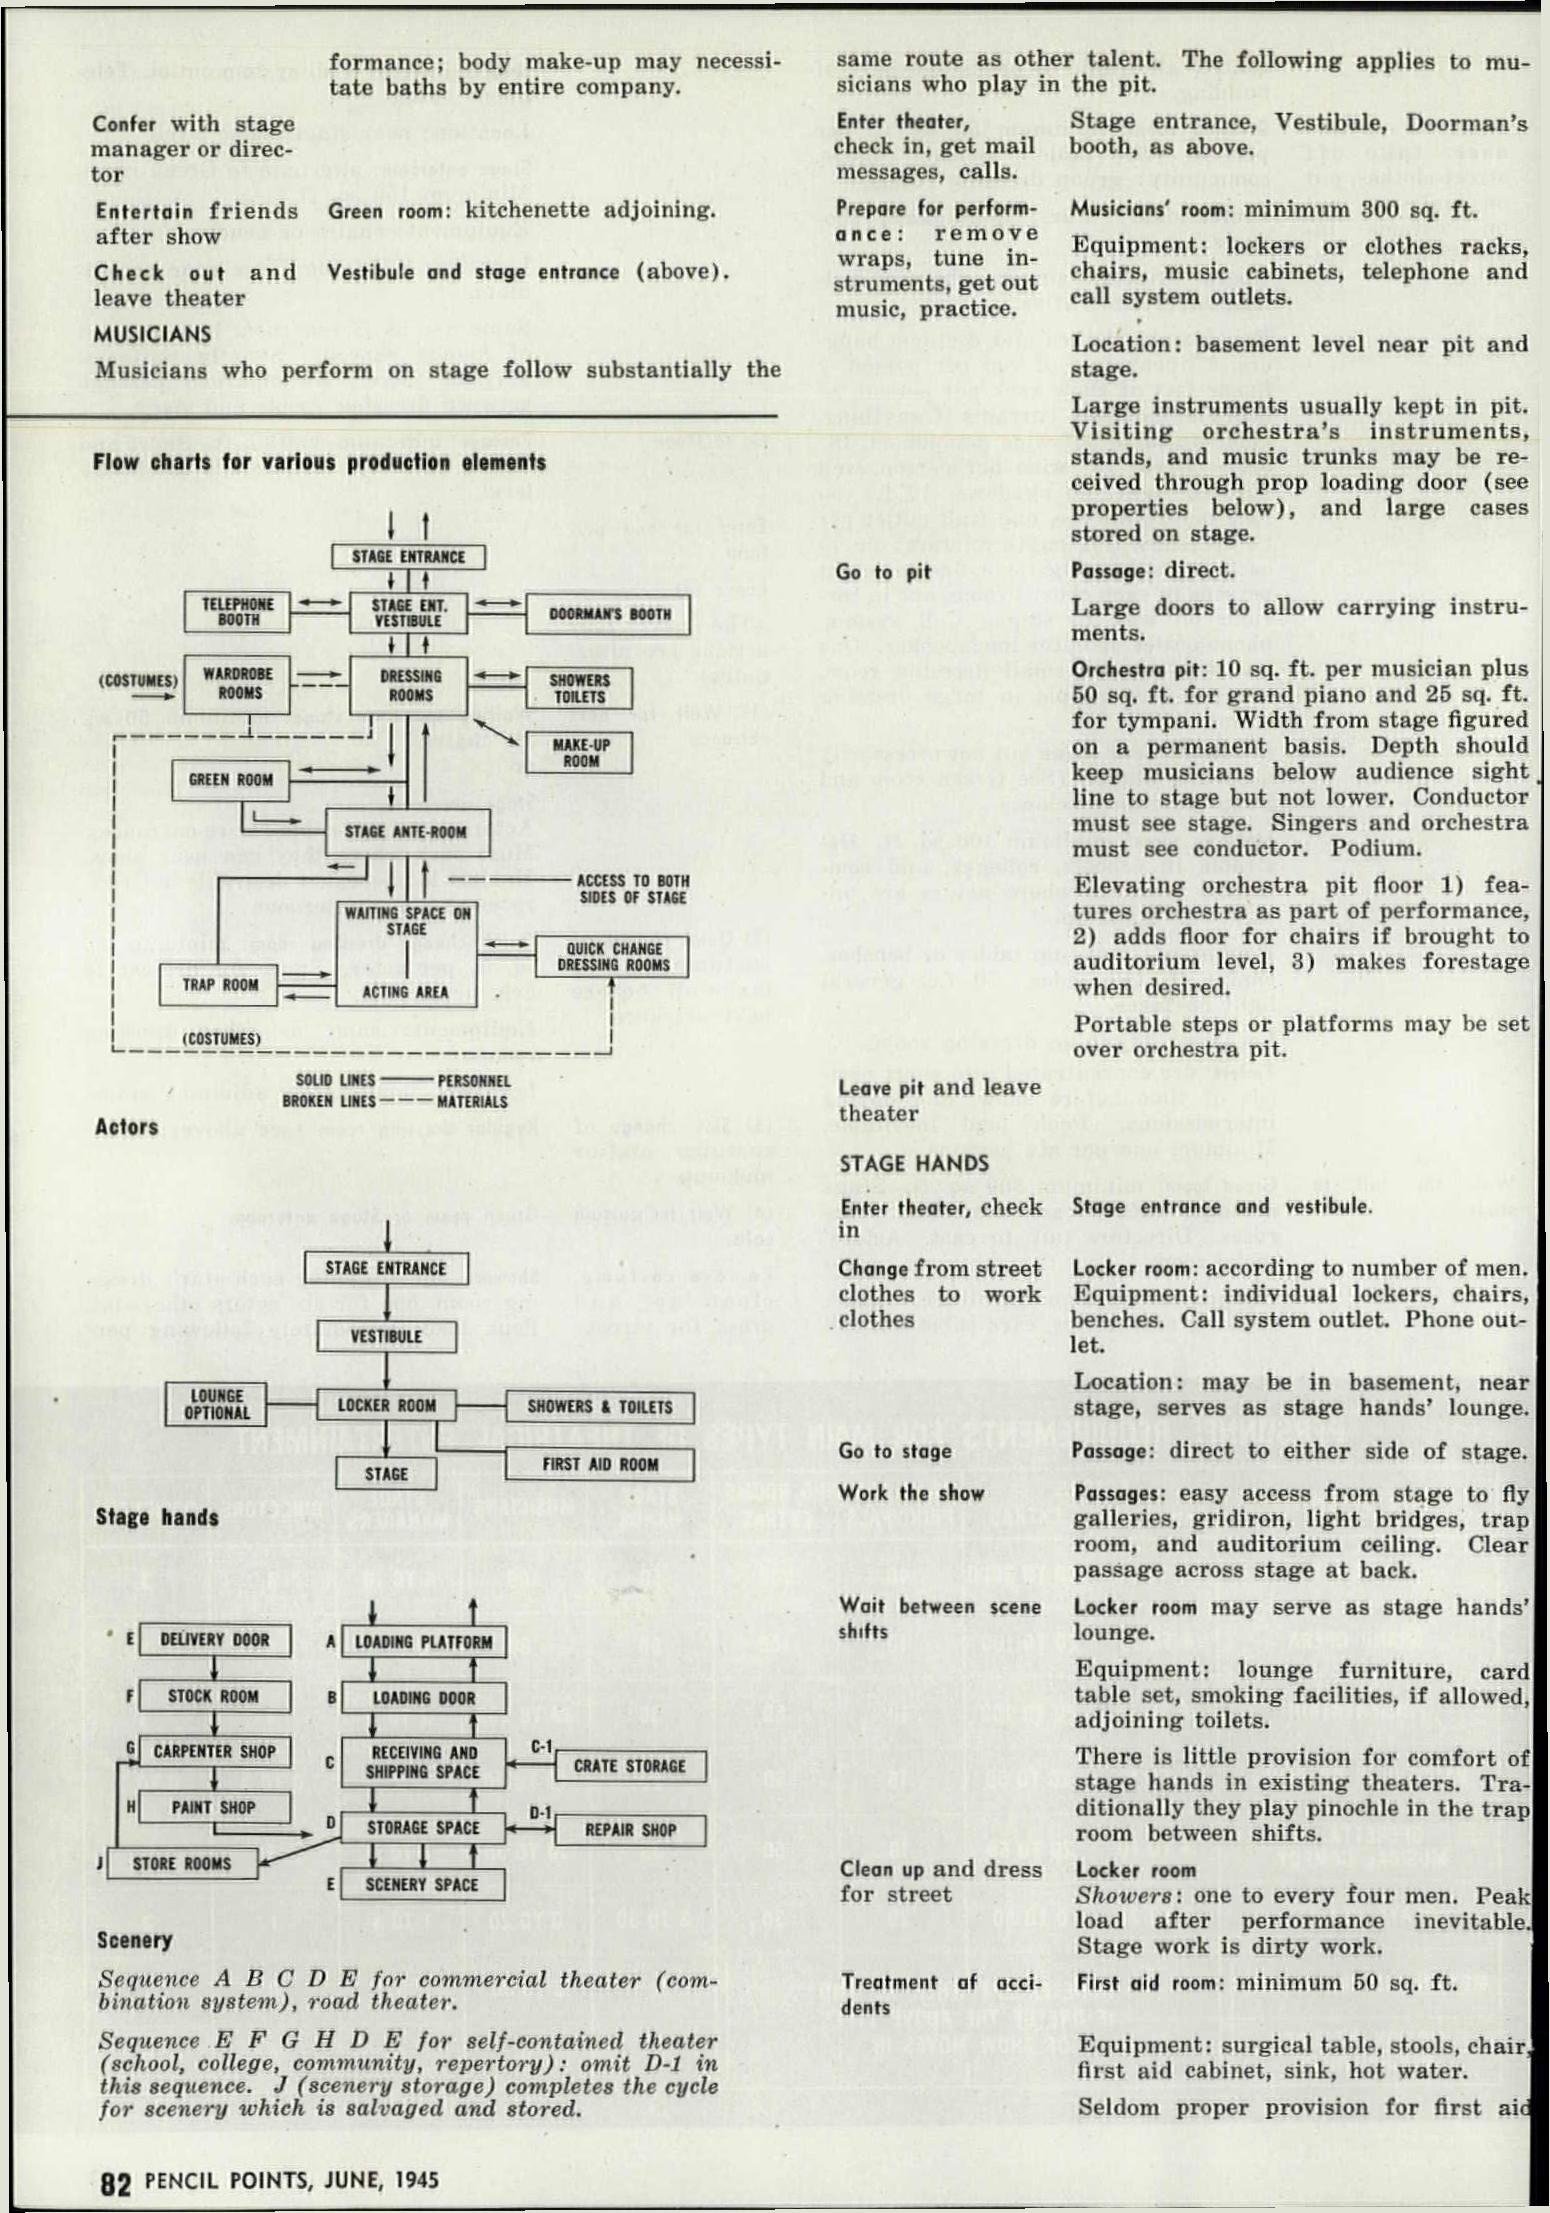 formance; body make-up may necessi-
tate baths by entire company.
Confer with stage
manager or direc-
tor
Entertain friends
after show
Green room: kitchenette adjoining.
Check out and
leave theater
Vestibule and stage entrance (above).
MUSICIANS
Musicians who perform on stage follow substantially the
Flow charts for various production elements
STAGE ENTRANCE
TELEPHONE
BOOTH
STAGE ENT.
VESTIBULE
DOORMAN'S BOOTH
(COSTUMES)
WARDROBE
ROOMS
DRESSING
ROOMS
SHOWERS
TOILETS
MAKE-UP
ROOM
GREEN ROOM
STAGE ANTE-ROOM
ACCESS TO BOTH
SIDES OF STAGE
WAITING SPACE ON
STAGE
QUICK CHANGE
DRESSING ROOMS
TRAP ROOM
ACTING AREA
(COSTUMES)
SOLID LINES —— PERSONNEL
BROKEN LINES – – – MATERIALS
Actors
STAGE ENTRANCE
VESTIBULE
LOUNGE
OPTIONAL
LOCKER ROOM
SHOWERS & TOILETS
STAGE
FIRST AID ROOM
Stage hands
E DELIVERY DOOR
A LOADING PLATFORM
F STOCK ROOM
B LOADING DOOR
G CARPENTER SHOP
C RECEIVING AND
SHIPPING SPACE
C-1
CRATE STORAGE
H PAINT SHOP
D STORAGE SPACE
D-1
REPAIR SHOP
J STORE ROOMS
E SCENERY SPACE
Scenery
Sequence A B C D E for commercial theater (com-
bination system), road theater.
Sequence E F G H D E for self-contained theater
(school, college, community, repertory): omit D-1 in
this sequence. J (scenery storage) completes the cycle
for scenery which is salvaged and stored.
82 PENCIL POINTS, JUNE, 1945
same route as other talent. The following applies to mu-
sicians who play in the pit.
Enter theater,
check in, get mail
messages, calls.
Stage entrance, Vestibule, Doorman's
booth, as above.
Prepare for perform-
ance: remove
wraps, tune in-
struments, get out
music, practice.
Musicians' room: minimum 300 sq. ft.
Equipment: lockers or clothes racks,
chairs, music cabinets, telephone and
call system outlets.
Location: basement level near pit and
stage.
Large instruments usually kept in pit.
Visiting orchestra's instruments,
stands, and music trunks may be re-
ceived through prop loading door (see
properties below), and large cases
stored on stage.
Go to pit
Passage: direct.
Large doors to allow carrying instru-
ments.
Orchestra pit: 10 sq. ft. per musician plus
50 sq. ft. for grand piano and 25 sq. ft.
for tympani. Width from stage figured
on a permanent basis. Depth should
keep musicians below audience sight
line to stage but not lower. Conductor
must see stage. Singers and orchestra
must see conductor. Podium.
Elevating orchestra pit floor 1) fea-
tures orchestra as part of performance,
2) adds floor for chairs if brought to
auditorium level, 3) makes forestage
when desired.
Portable steps or platforms may be set
over orchestra pit.
Leave pit and leave
theater
STAGE HANDS
Enter theater, check
in
Stage entrance and vestibule.
Change from street
clothes to work
clothes
Locker room: according to number of men.
Equipment: individual lockers, chairs,
benches. Call system outlet. Phone out-
let.
Location: may be in basement, near
stage, serves as stage hands' lounge.
Go to stage
Passage: direct to either side of stage.
Work the show
Passages: easy access from stage to fly
galleries, gridiron, light bridges, trap
room, and auditorium ceiling. Clear
passage across stage at back.
Wait between scene
shifts
Locker room may serve as stage hands'
lounge.
Equipment: lounge furniture, card
table set, smoking facilities, if allowed,
adjoining toilets.
There is little provision for comfort of
stage hands in existing theaters. Tra-
ditionally they play pinochle in the trap
room between shifts.
Clean up and dress
for street
Locker room
Showers: one to every four men. Peak
load after performance inevitable.
Stage work is dirty work.
Treatment of acci-
dents
First aid room: minimum 50 sq. ft.
Equipment: surgical table, stools, chair,
first aid cabinet, sink, hot water.
Seldom proper provision for first aid